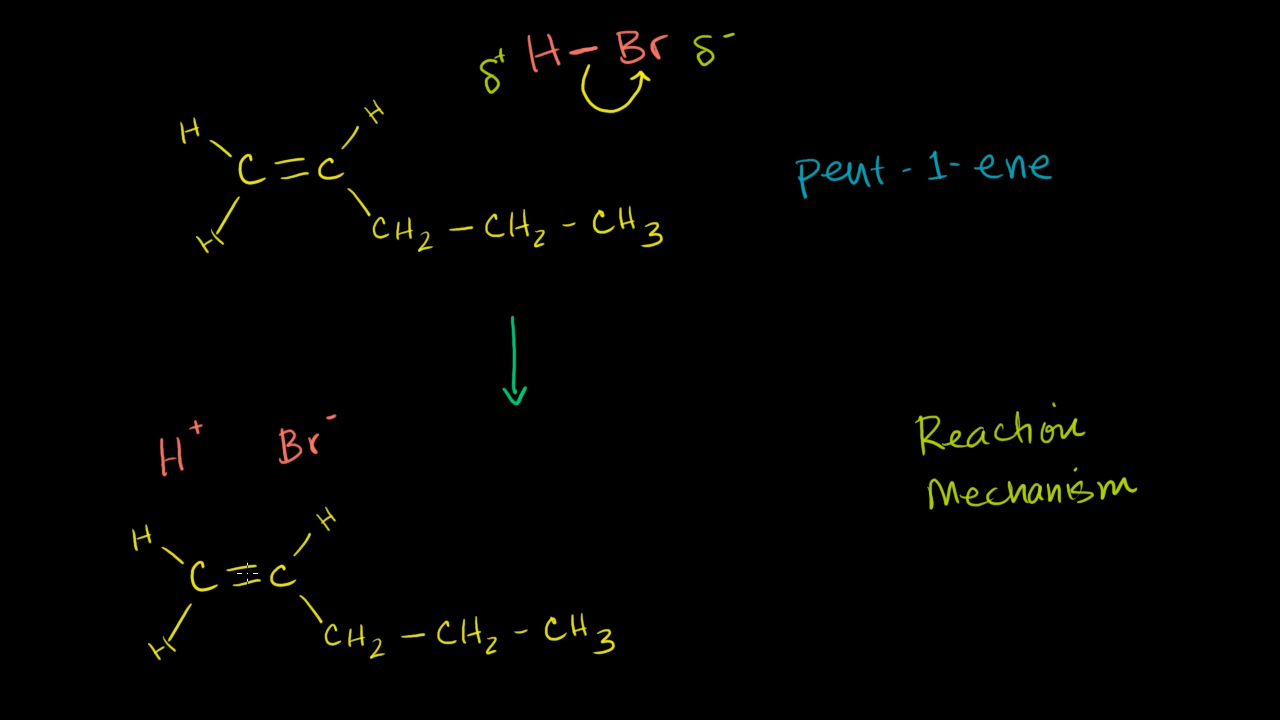 δ+ H − Br δ-
H H
C = C
H CH2 − CH2 - CH3
pent - 1 - ene
H+ Br-
Reaction
Mechanism
H H
C = C
H CH2 − CH2 - CH3